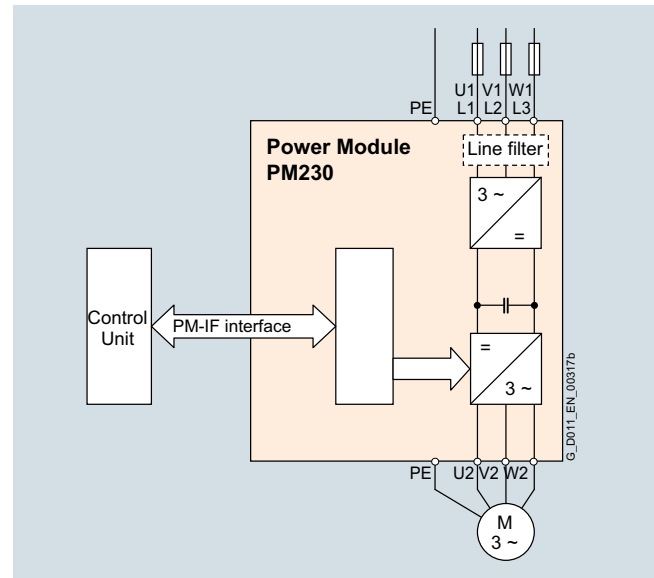 U1 V1 W1
PE L1 L2 L3
Power Module
PM230
Line filter
3 ~
=
Control
Unit
PM-IF interface
=
3 ~
PE U2 V2 W2
M
3 ~
G_D011_EN_00317b